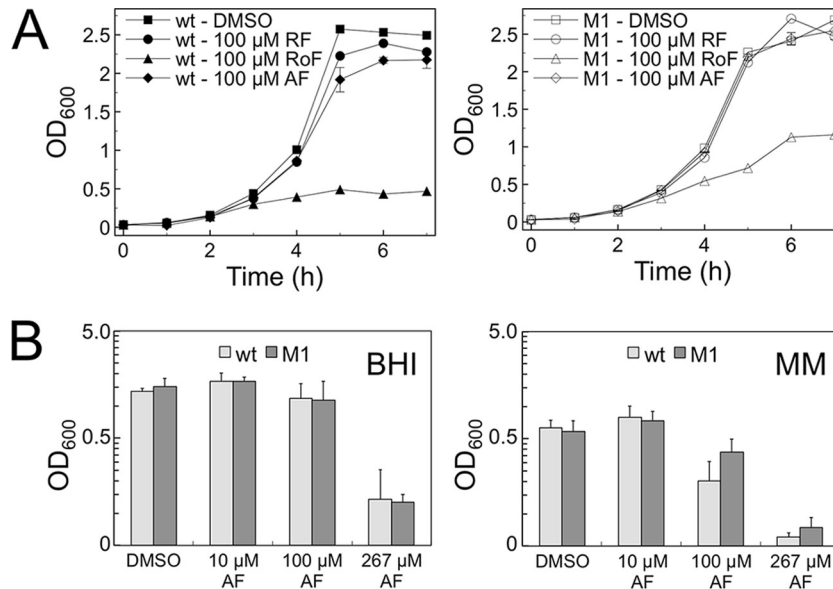 A
wt - DMSO
wt - 100 µM RF
wt - 100 µM RoF
wt - 100 µM AF
OD600
2.5
2
1.5
1
0.5
0
0 2 4 6
Time (h)
M1 - DMSO
M1 - 100 µM RF
M1 - 100 µM RoF
M1 - 100 µM AF
OD600
2.5
2
1.5
1
0.5
0
0 2 4 6
Time (h)
B
wt M1
BHI
OD600
5.0
0.5
0
DMSO 10 µM 100 µM 267 µM
AF AF AF
wt M1
MM
OD600
5.0
0.5
0
DMSO 10 µM 100 µM 267 µM
AF AF AF